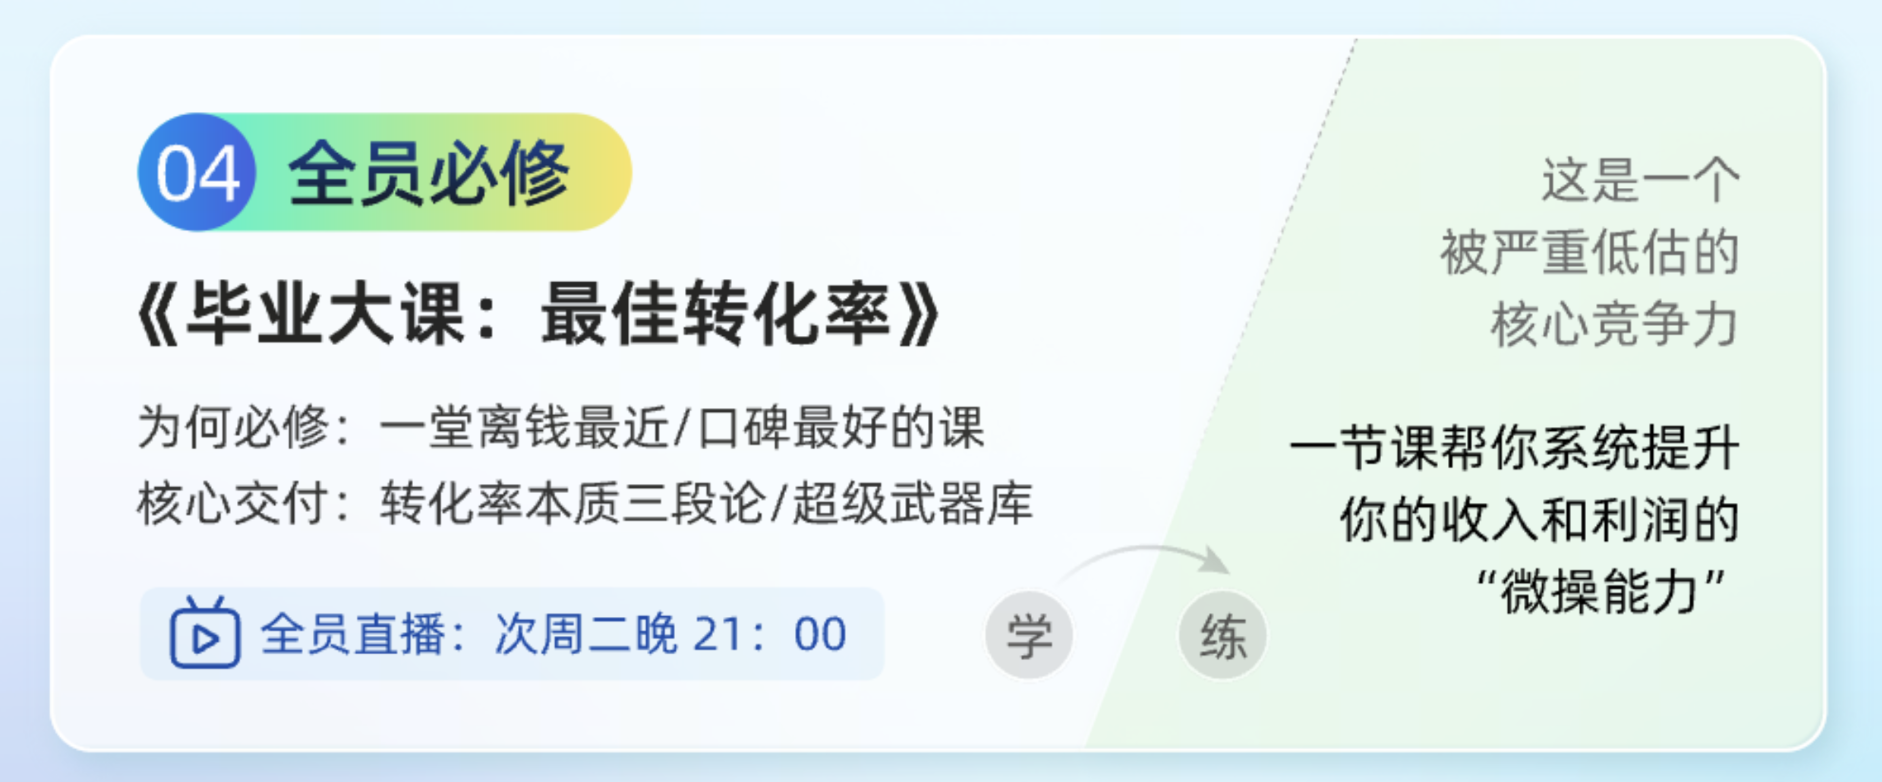 04 全员必修
《毕业大课：最佳转化率》
为何必修：一堂离钱最近/口碑最好的课
核心交付：转化率本质三段论/超级武器库
全员直播：次周二晚 21：00
学
练
这是一个
被严重低估的
核心竞争力
一节课帮你系统提升
你的收入和利润的
“微操能力”